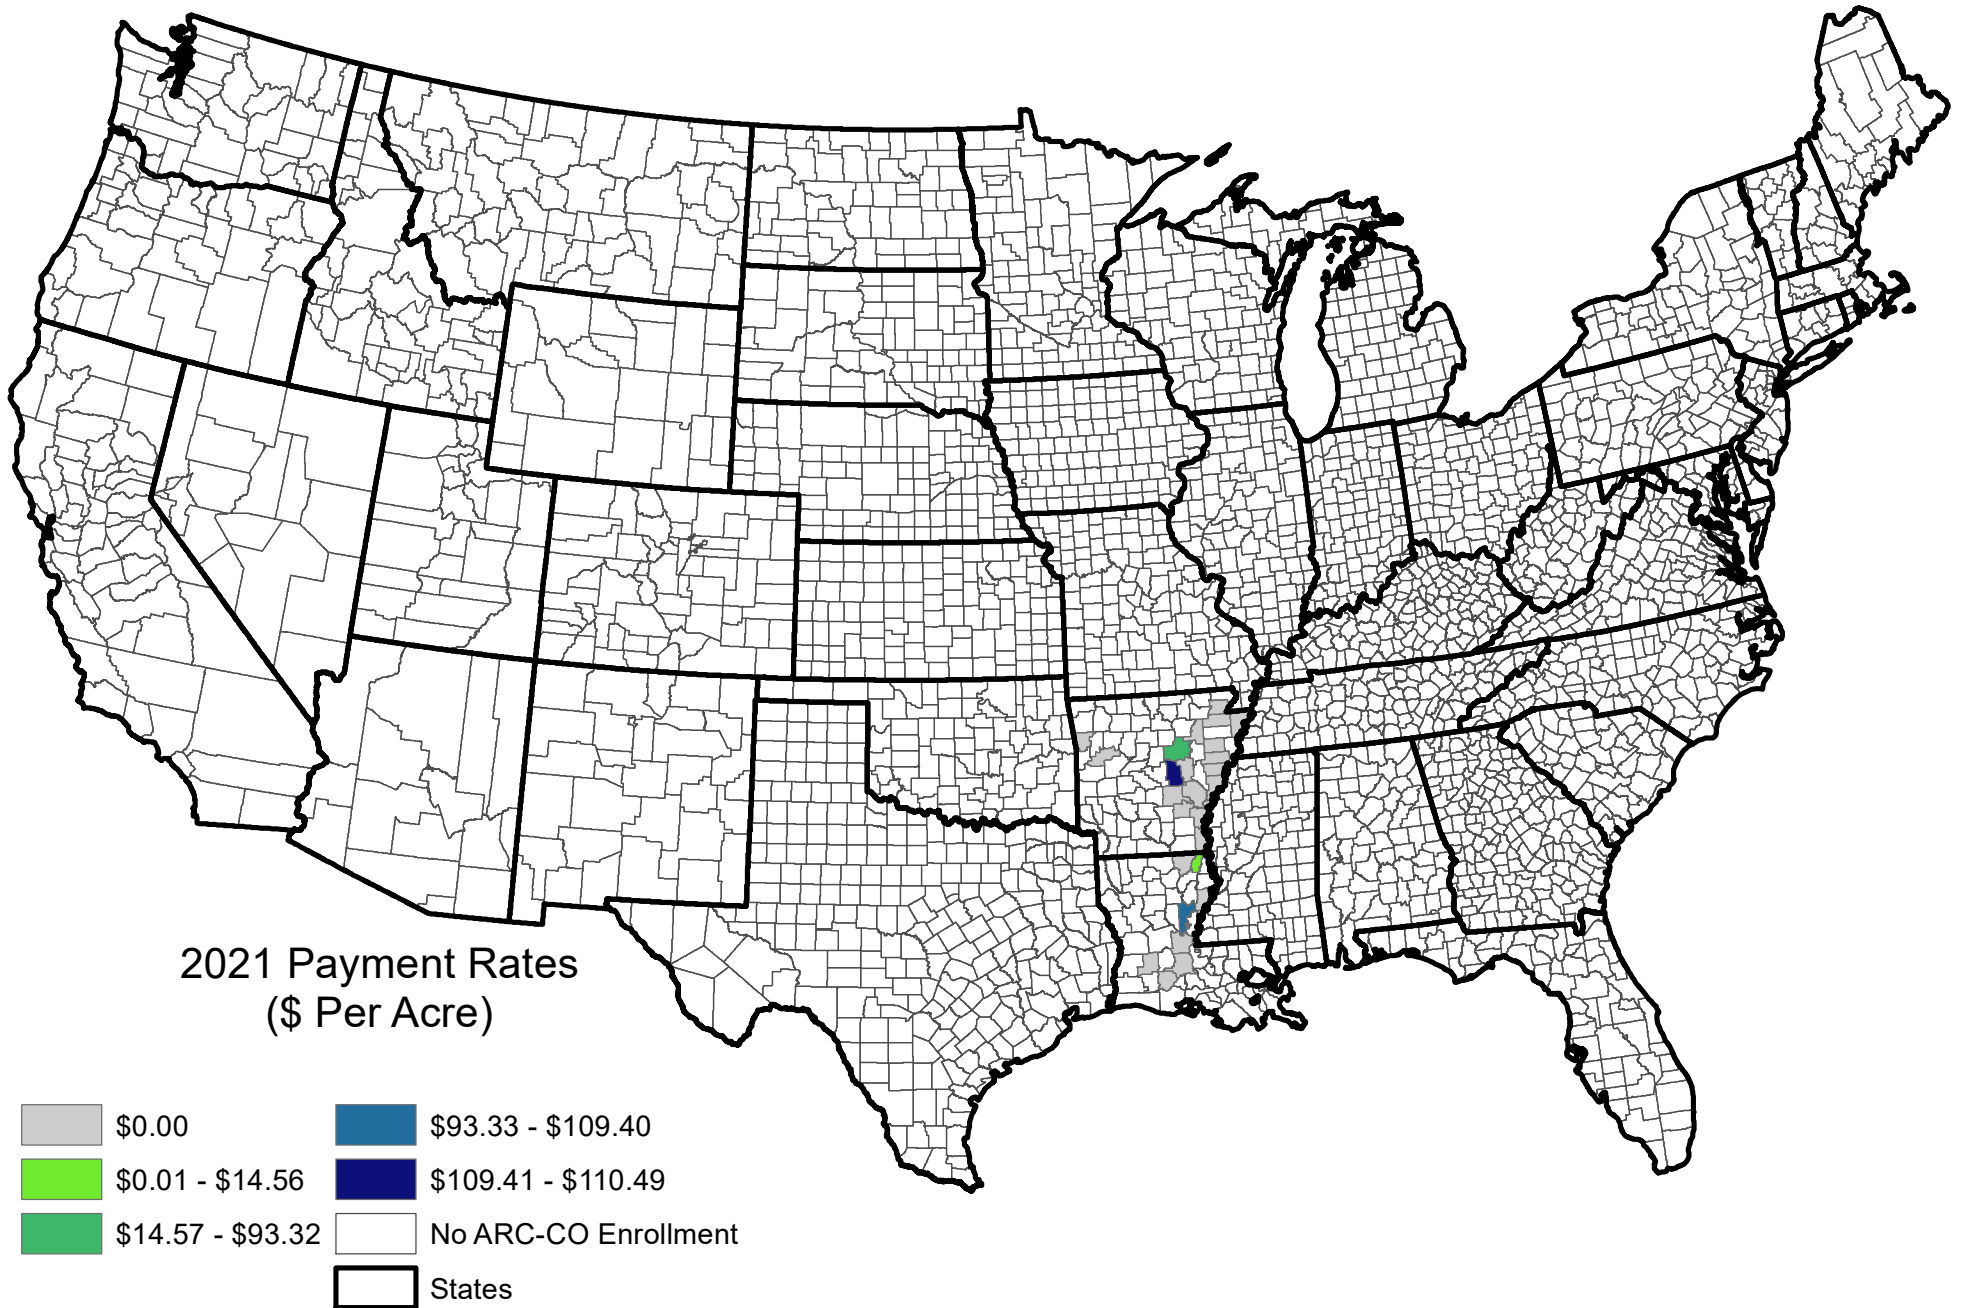 2021 Payment Rates
($ Per Acre)
$0.00
$0.01 - $14.56
$14.57 - $93.32
$93.33 - $109.40
$109.41 - $110.49
No ARC-CO Enrollment
States